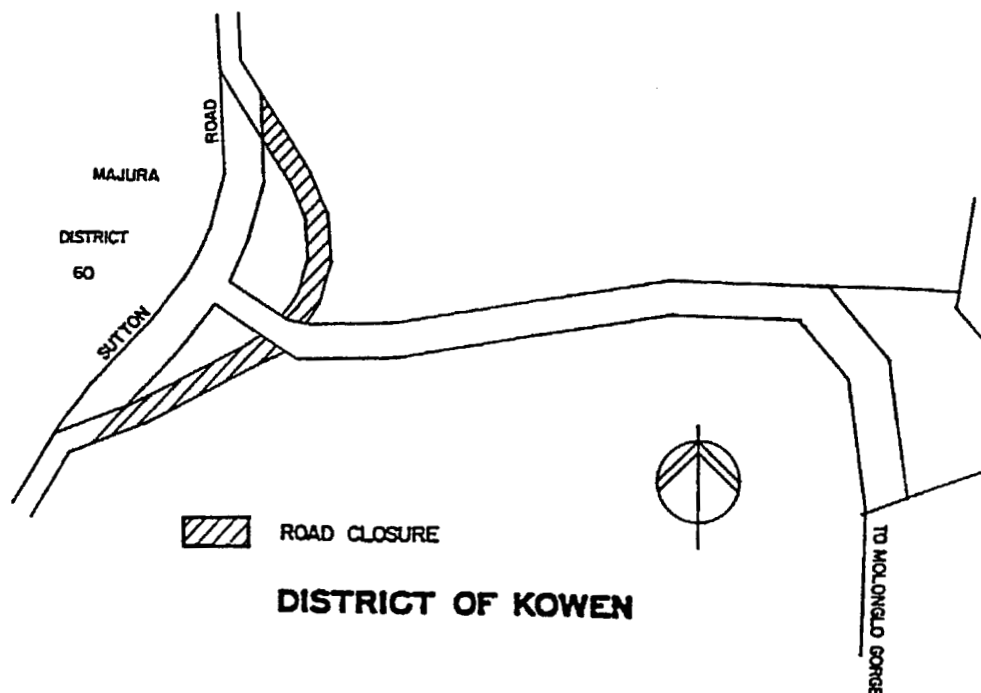 ROAD
MAJURA
DISTRICT
60
SUTTON
ROAD CLOSURE
DISTRICT OF KOWEN
TO MOLONGLO GORGE